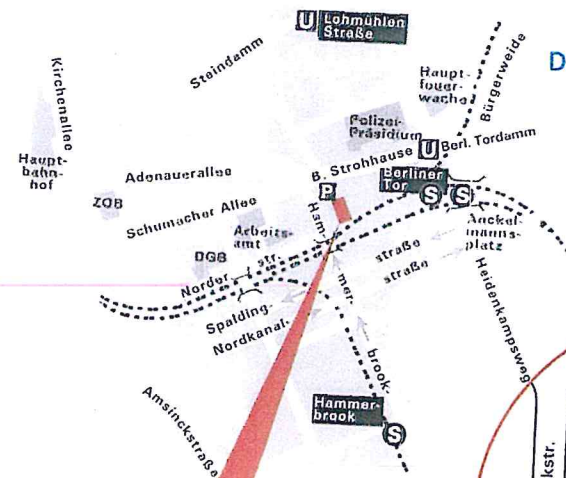 U Lohmühlen
Straße
Steindamm
D
Kirchenallee
Haupt-
feuer-
wache
Bürgerweide
Polizei-
Präsidium
Haupt-
bahn-
hof
Adenauerallee
B. Strohhause
U Berl. Tordamm
Berliner
Tor
S S
P
ZOB
Schumacher Allee
Ham-
Arbeits-
amt
Anckel-
manns-
platz
DGB
Norder-
str.
straße
straße
mer-
Spalding-
Nordkanal-
Heidenkampsweg
brook-
Amsinckstraße
Hammer-
brook
S
kstr.